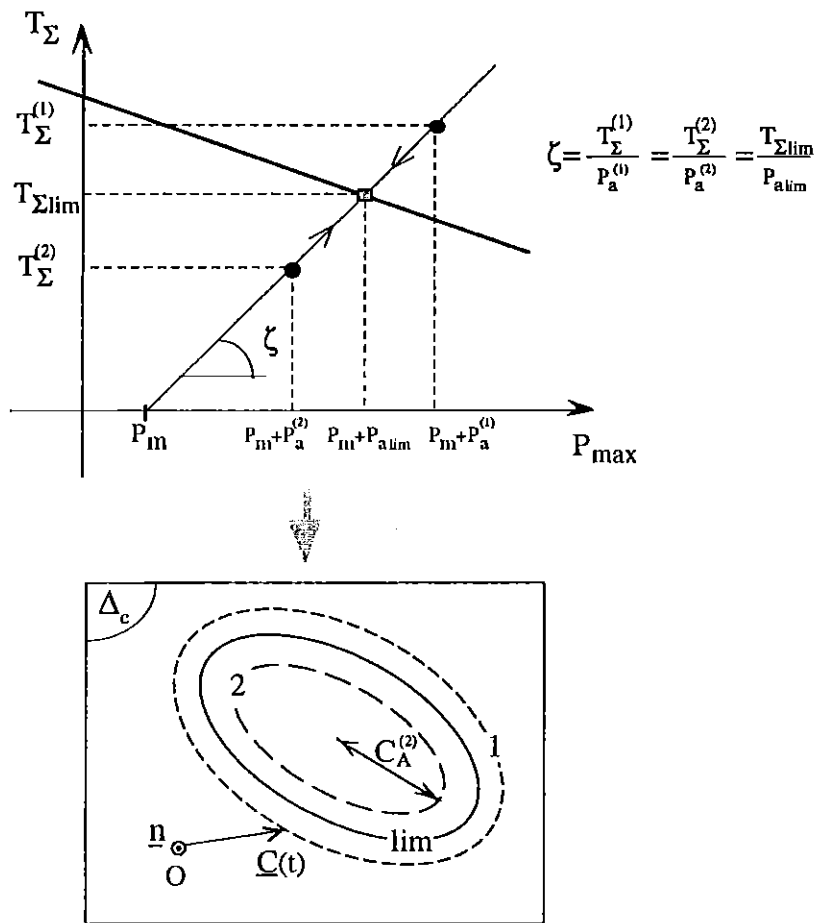 T_Σ
T_Σ^(1)
T_Σlim
T_Σ^(2)
ζ = T_Σ^(1) / P_a^(1) = T_Σ^(2) / P_a^(2) = T_Σlim / P_alim
ζ
P_m
P_m+P_a^(2)
P_m+P_alim
P_m+P_a^(1)
P_max
Δ_c
2
C_A^(2)
1
lim
n
O
C(t)